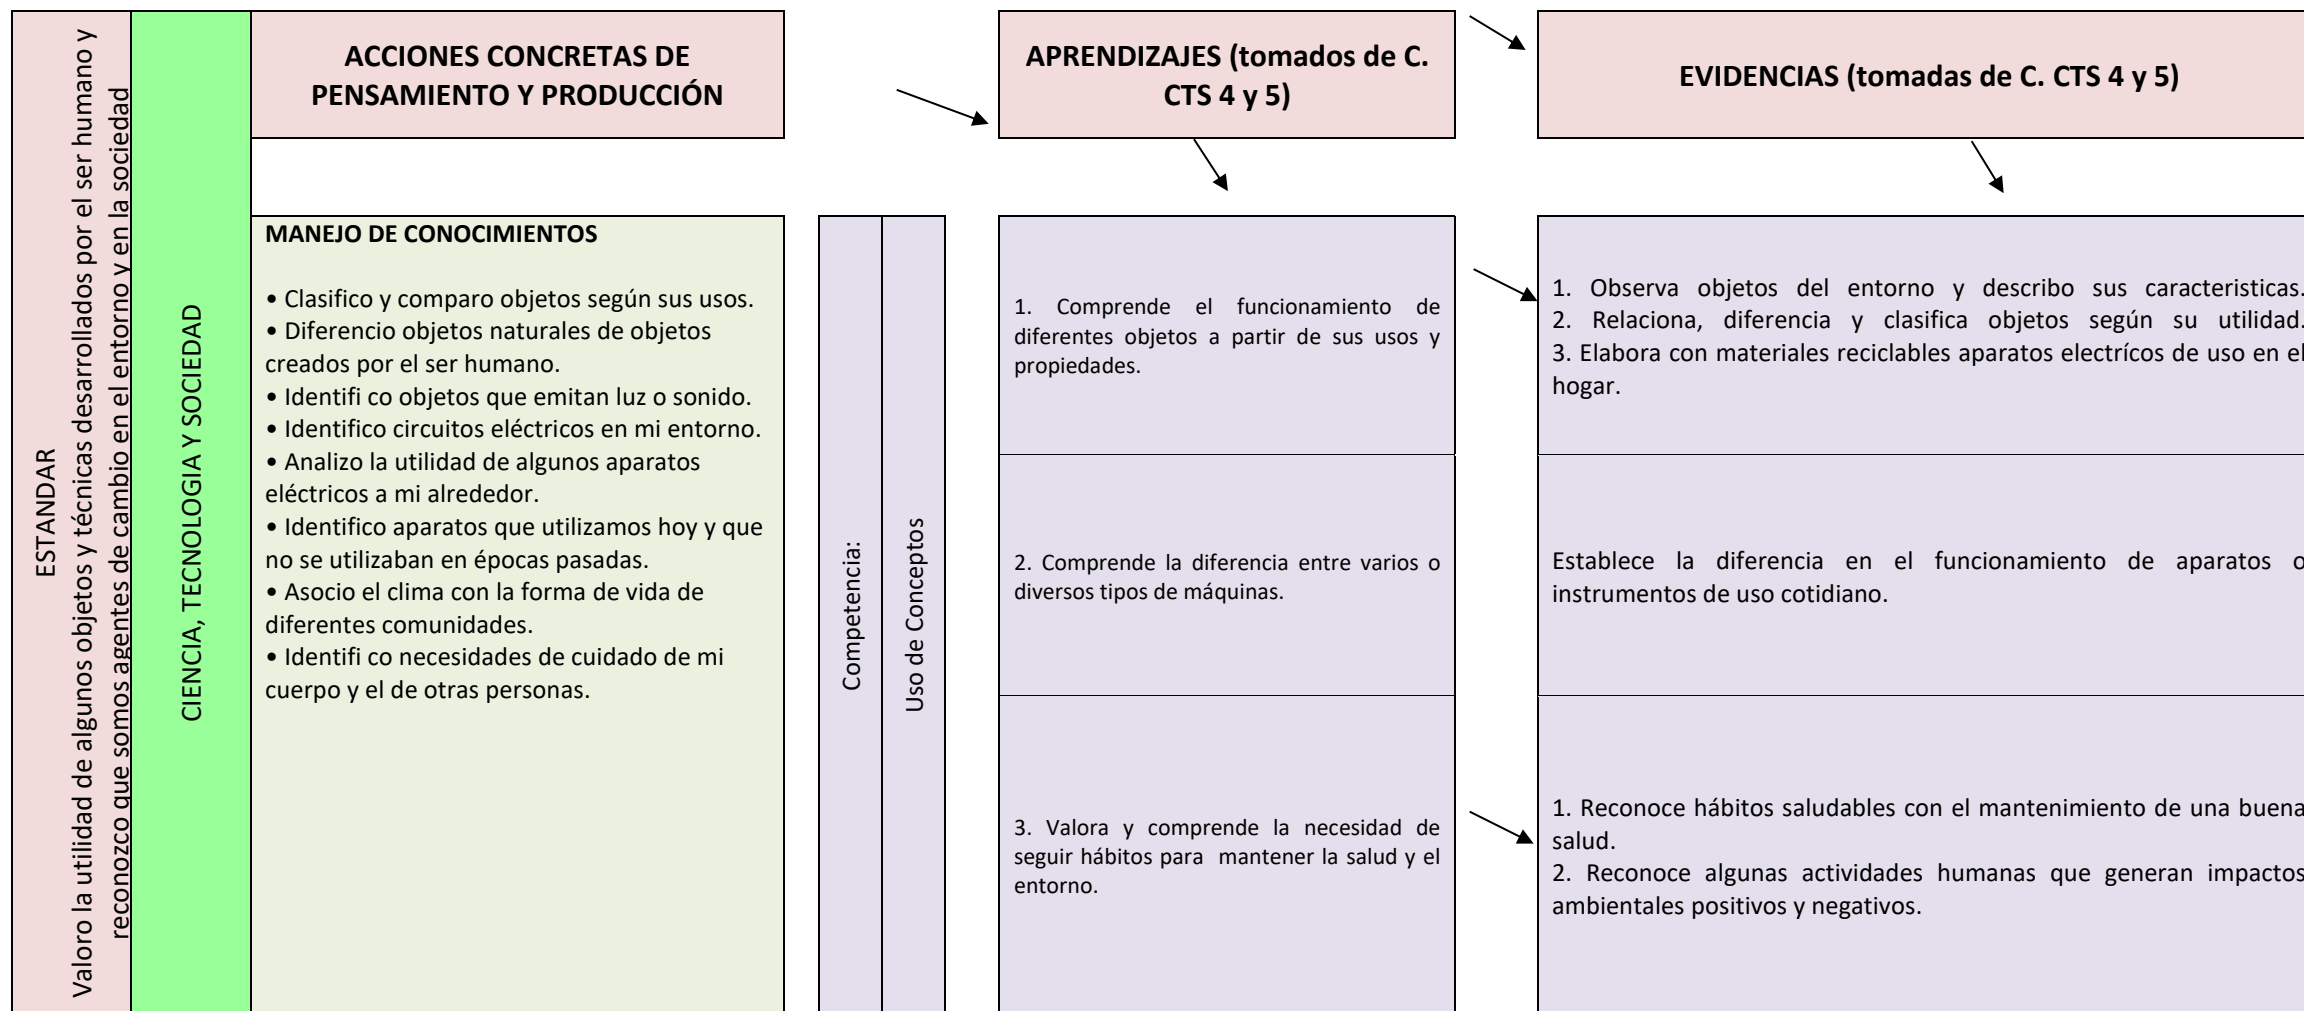 ESTANDAR
Valoro la utilidad de algunos objetos y técnicas desarrollados por el ser humano y
reconozco que somos agentes de cambio en el entorno y en la sociedad
CIENCIA, TECNOLOGIA Y SOCIEDAD
ACCIONES CONCRETAS DE
PENSAMIENTO Y PRODUCCIÓN
MANEJO DE CONOCIMIENTOS
• Clasifico y comparo objetos según sus usos.
• Diferencio objetos naturales de objetos
creados por el ser humano.
• Identifi co objetos que emitan luz o sonido.
• Identifico circuitos eléctricos en mi entorno.
• Analizo la utilidad de algunos aparatos
eléctricos a mi alrededor.
• Identifico aparatos que utilizamos hoy y que
no se utilizaban en épocas pasadas.
• Asocio el clima con la forma de vida de
diferentes comunidades.
• Identifi co necesidades de cuidado de mi
cuerpo y el de otras personas.
Competencia:
Uso de Conceptos
APRENDIZAJES (tomados de C.
CTS 4 y 5)
1. Comprende el funcionamiento de
diferentes objetos a partir de sus usos y
propiedades.
2. Comprende la diferencia entre varios o
diversos tipos de máquinas.
3. Valora y comprende la necesidad de
seguir hábitos para mantener la salud y el
entorno.
EVIDENCIAS (tomadas de C. CTS 4 y 5)
1. Observa objetos del entorno y describo sus caracteristicas.
2. Relaciona, diferencia y clasifica objetos según su utilidad.
3. Elabora con materiales reciclables aparatos electrícos de uso en el
hogar.
Establece la diferencia en el funcionamiento de aparatos o
instrumentos de uso cotidiano.
1. Reconoce hábitos saludables con el mantenimiento de una buena
salud.
2. Reconoce algunas actividades humanas que generan impactos
ambientales positivos y negativos.